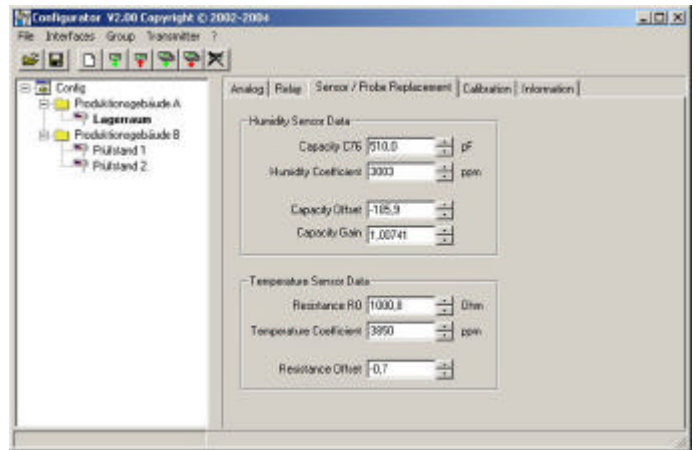 Configurator V2.00 Copyright © 2002-2004
File Interfaces Group Transmitter ?
Config
Produktionsgebäude A
Lagerraum
Produktionsgebäude B
Prüfstand 1
Prüfstand 2
Analog Relay Sensor / Probe Replacement Calibration Information
Humidity Sensor Data
Capacity C76 510,0 pF
Humidity Coefficient 3003 ppm
Capacity Offset -185,9
Capacity Gain 1,00741
Temperature Sensor Data
Resistance R0 1000,8 Ohm
Temperature Coefficient 3850 ppm
Resistance Offset -0,7